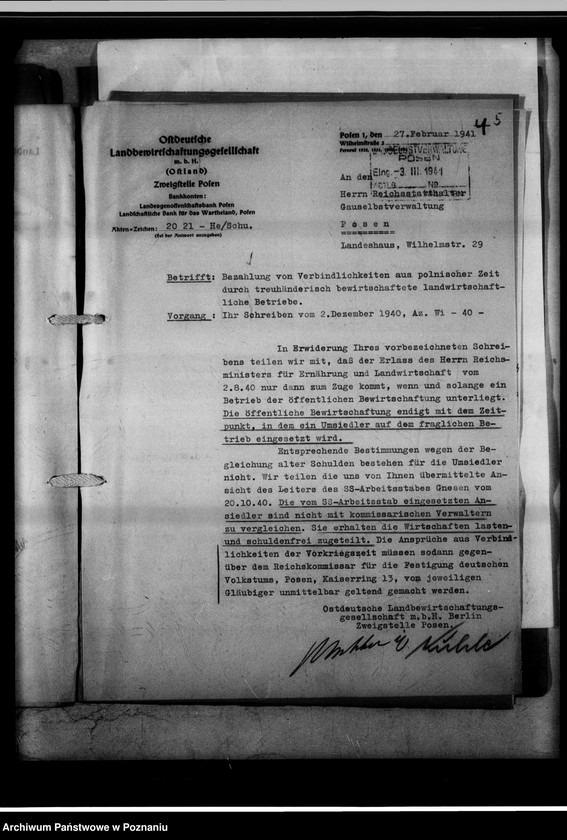 45
Ostdeutsche
Landbewirtschaftungsgesellschaft
m. b. H.
(Ostland)
Zweigstelle Posen
Bankkonten:
Landesgenossenschaftsbank Posen
Landschaftliche Bank für das Wartheland, Posen
Akten-Zeichen: 20 21 - He/Schu.
(Bei der Antwort anzugeben)
Posen 1, den 27.Februar 1941
Wilhelmstraße 3
Fernruf
SELBSTVERWALTUNG
POSEN
Eing. -3. III. 1941
ABTLG. NR.
An den
Herrn Reichsstatthalter
Gauselbstverwaltung
P o s e n
Landeshaus, Wilhelmstr. 29
Betrifft: Bezahlung von Verbindlichkeiten aus polnischer Zeit
durch treuhänderisch bewirtschaftete landwirtschaft-
liche Betriebe.
Vorgang : Ihr Schreiben vom 2.Dezember 1940, Az. Wi - 40 -
In Erwiderung Ihres vorbezeichneten Schrei-
bens teilen wir mit, daß der Erlass des Herrn Reichs-
ministers für Ernährung und Landwirtschaft vom
2.8.40 nur dann zum Zuge kommt, wenn und solange ein
Betrieb der öffentlichen Bewirtschaftung unterliegt.
Die öffentliche Bewirtschaftung endigt mit dem Zeit-
punkt, in dem ein Umsiedler auf dem fraglichen Be-
trieb eingesetzt wird.
Entsprechende Bestimmungen wegen der Be-
gleichung alter Schulden bestehen für die Umsiedler
nicht. Wir teilen die uns von Ihnen übermittelte An-
sicht des Leiters des SS-Arbeitsstabes Gnesen vom
20.10.40. Die vom SS-Arbeitsstab eingesetzten An-
siedler sind nicht mit kommissarischen Verwaltern
zu vergleichen. Sie erhalten die Wirtschaften lasten-
und schuldenfrei zugeteilt. Die Ansprüche aus Verbind-
lichkeiten der Vorkriegszeit müssen sodann gegen-
über dem Reichskommissar für die Festigung deutschen
Volkstums, Posen, Kaiserring 13, vom jeweiligen
Gläubiger unmittelbar geltend gemacht werden.
Ostdeutsche Landbewirtschaftungs-
gesellschaft m.b.H. Berlin
Zweigstelle Posen.
Archiwum Państwowe w Poznaniu